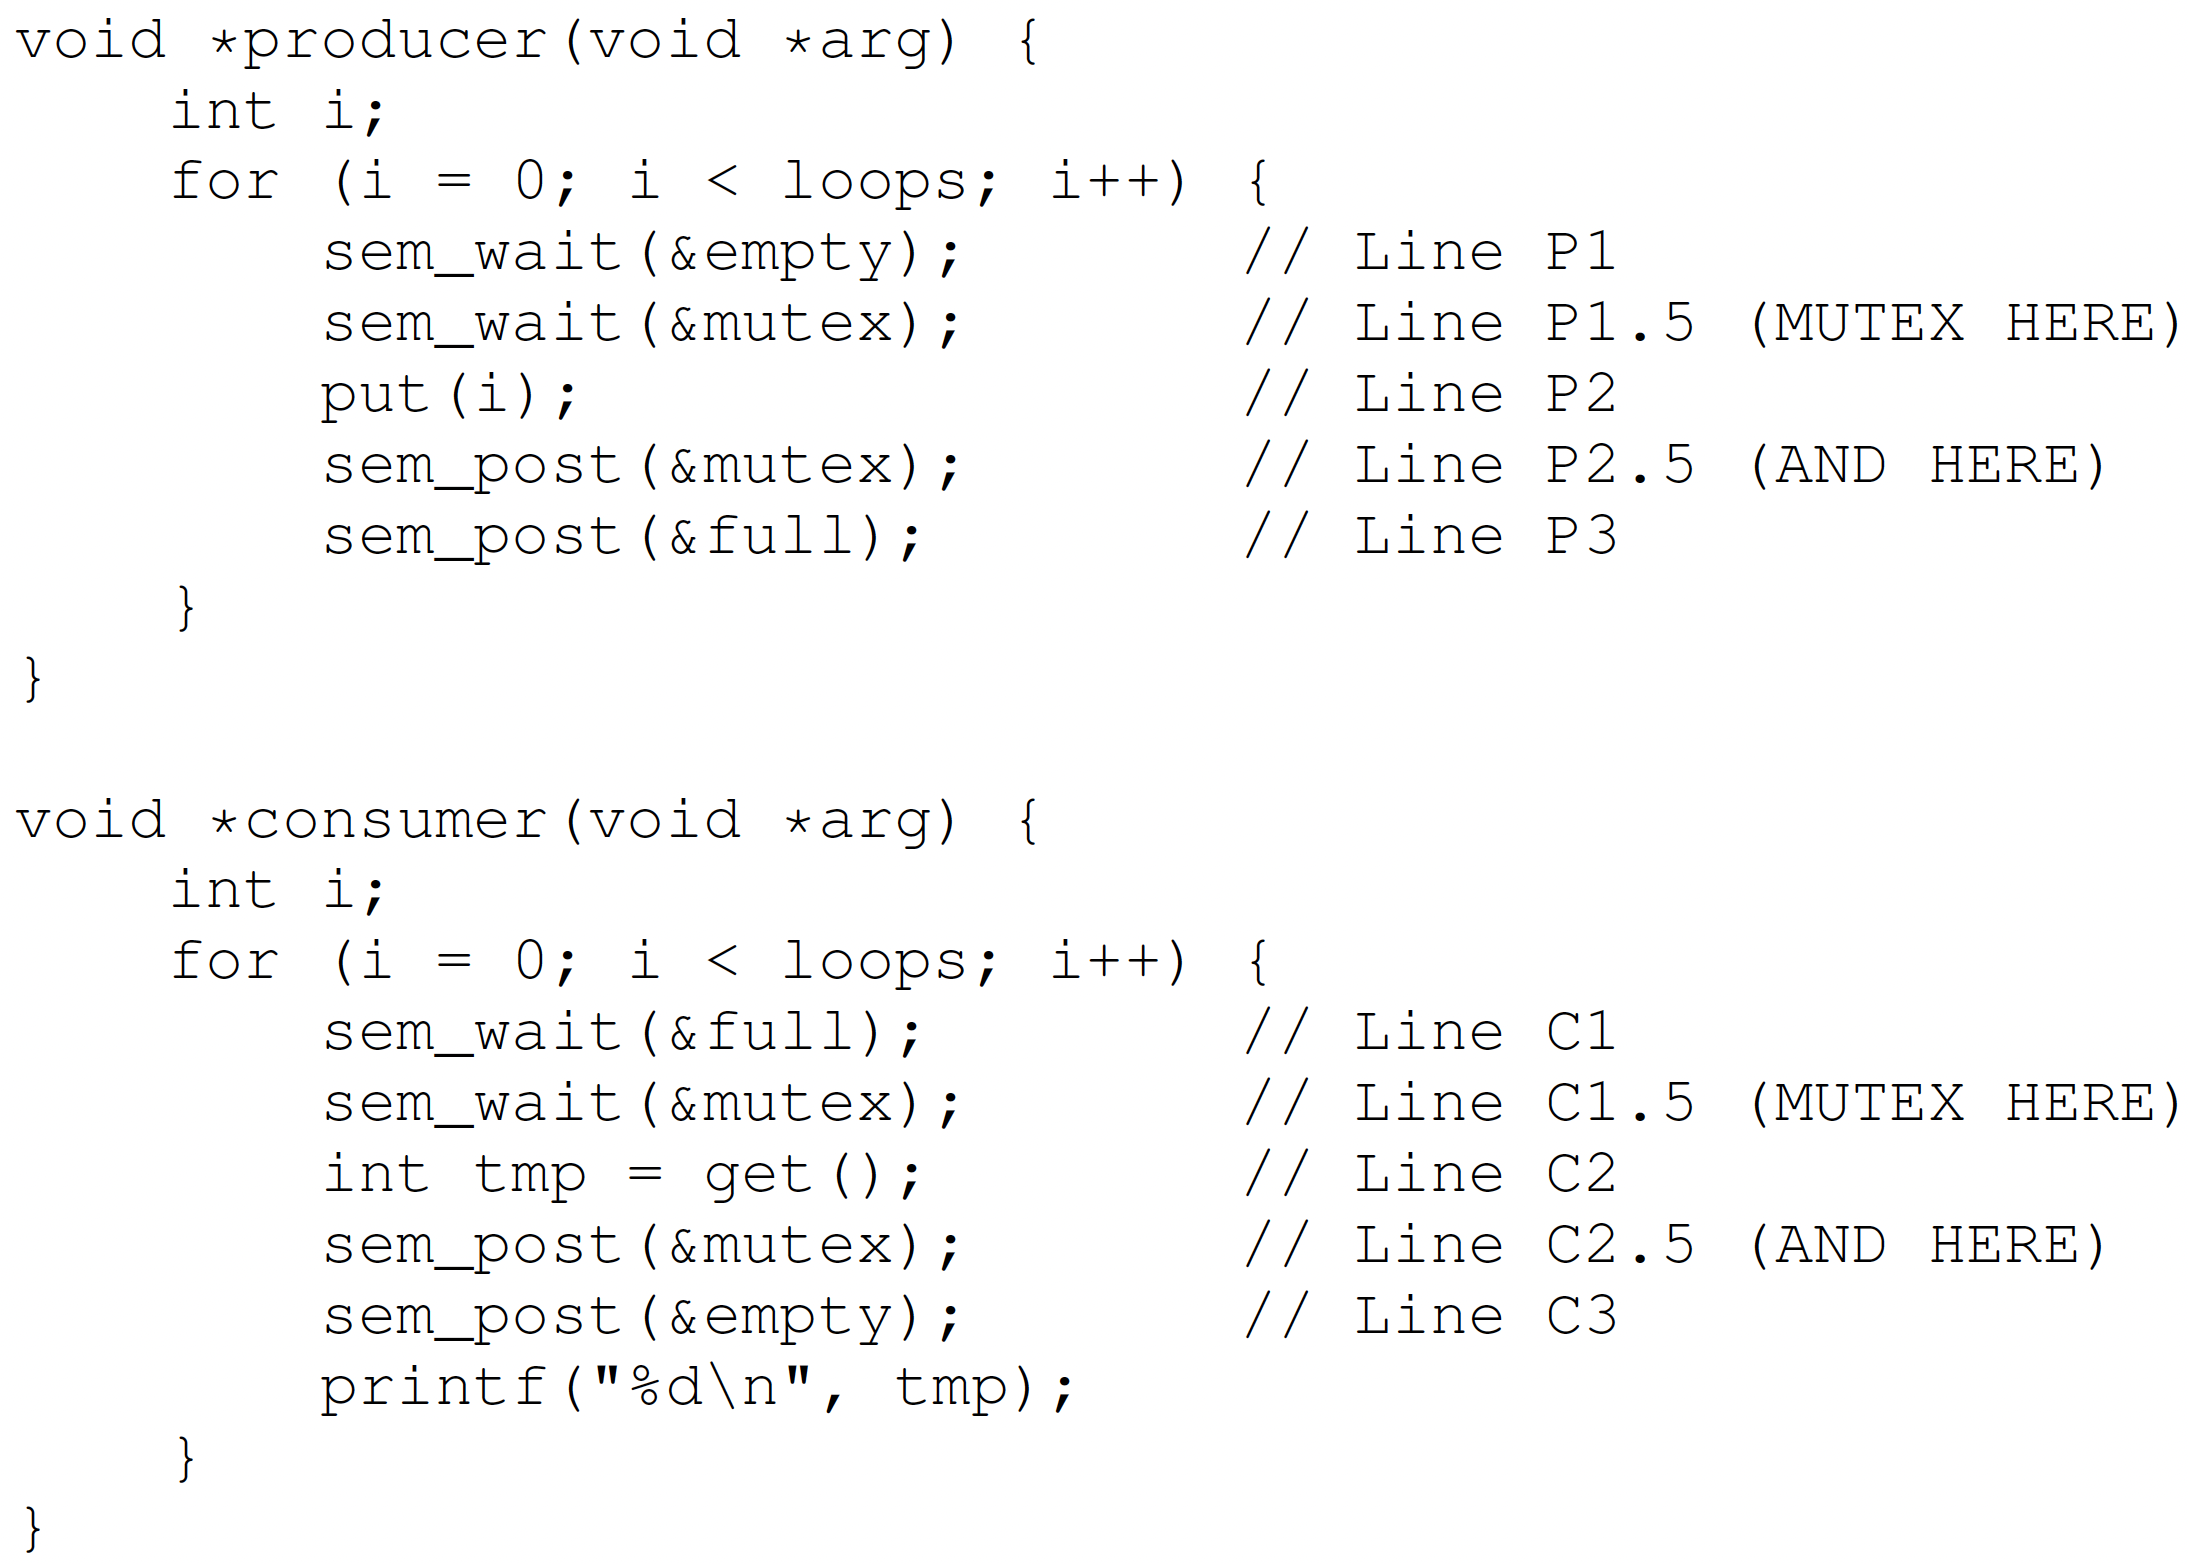 void *producer(void *arg) {
    int i;
    for (i = 0; i < loops; i++) {
        sem_wait(&empty);        // Line P1
        sem_wait(&mutex);        // Line P1.5 (MUTEX HERE)
        put(i);                  // Line P2
        sem_post(&mutex);        // Line P2.5 (AND HERE)
        sem_post(&full);         // Line P3
    }
}

void *consumer(void *arg) {
    int i;
    for (i = 0; i < loops; i++) {
        sem_wait(&full);         // Line C1
        sem_wait(&mutex);        // Line C1.5 (MUTEX HERE)
        int tmp = get();         // Line C2
        sem_post(&mutex);        // Line C2.5 (AND HERE)
        sem_post(&empty);        // Line C3
        printf("%d\n", tmp);
    }
}